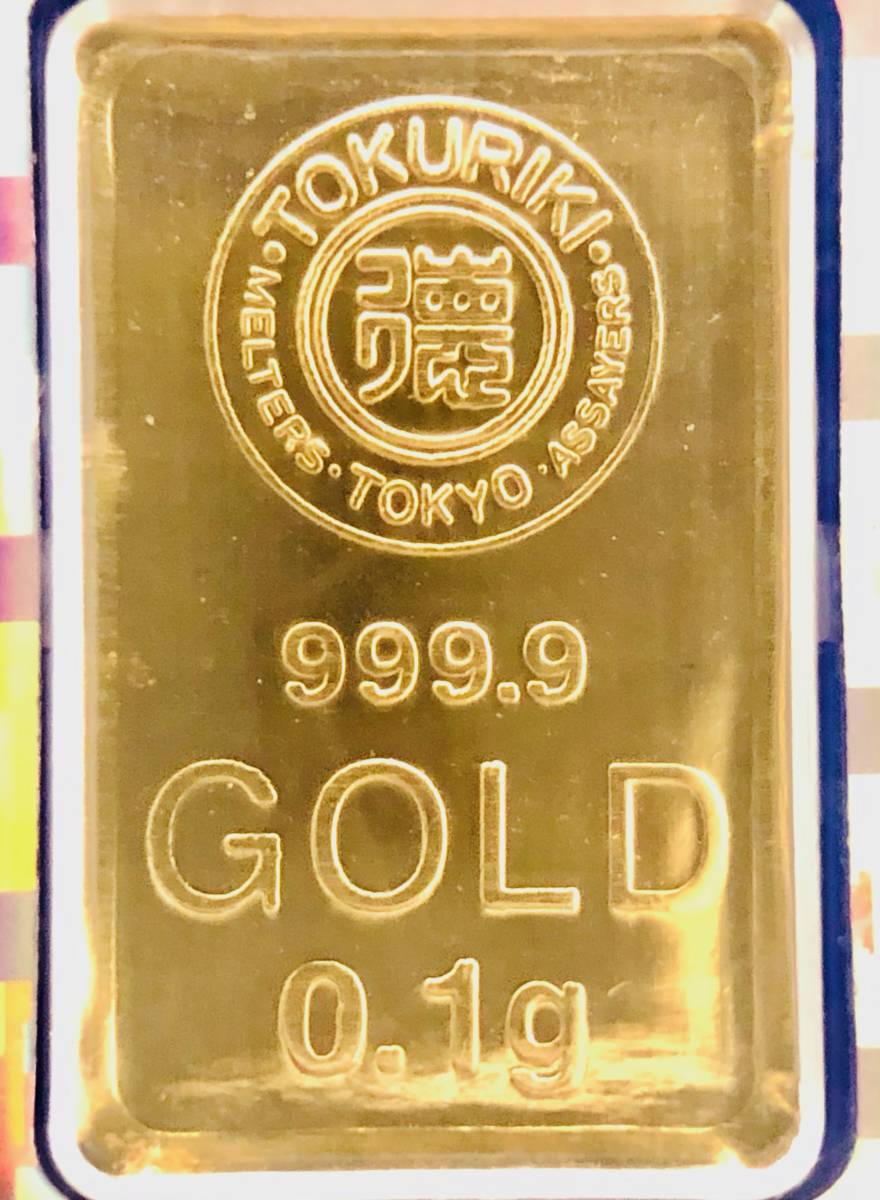 ·TOKURIKI·
MELTERS·TOKYO·ASSAYERS
999.9
GOLD
0.1g